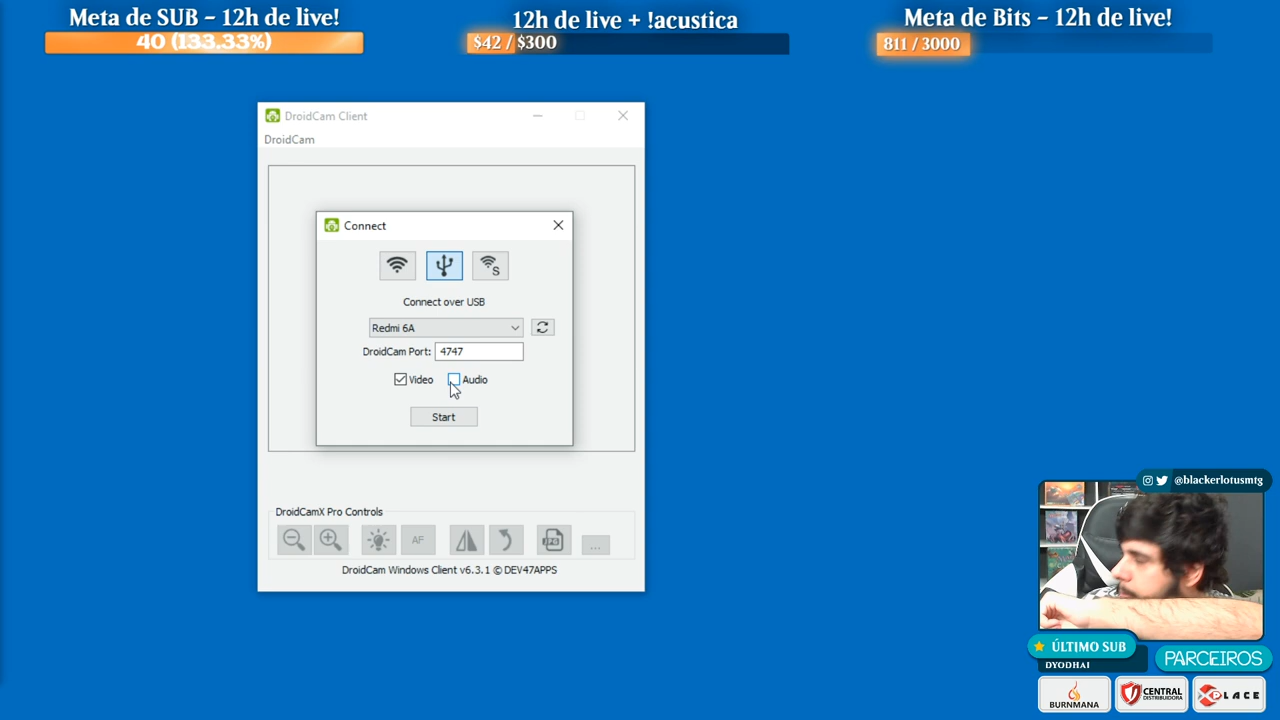 Meta de SUB - 12h de live!
40 (133.33%)
12h de live + !acustica
$42 / $300
Meta de Bits - 12h de live!
811 / 3000
DroidCam Client
DroidCam
Connect
S
Connect over USB
Redmi 6A
DroidCam Port: 4747
Video Audio
Start
DroidCamX Pro Controls
AF
JPG
...
DroidCam Windows Client v6.3.1 © DEV47APPS
@blackerlotusmtg
ÚLTIMO SUB
DYODHAI
PARCEIROS
BURNMANA
CENTRAL
DISTRIBUIDORA
XPLACE